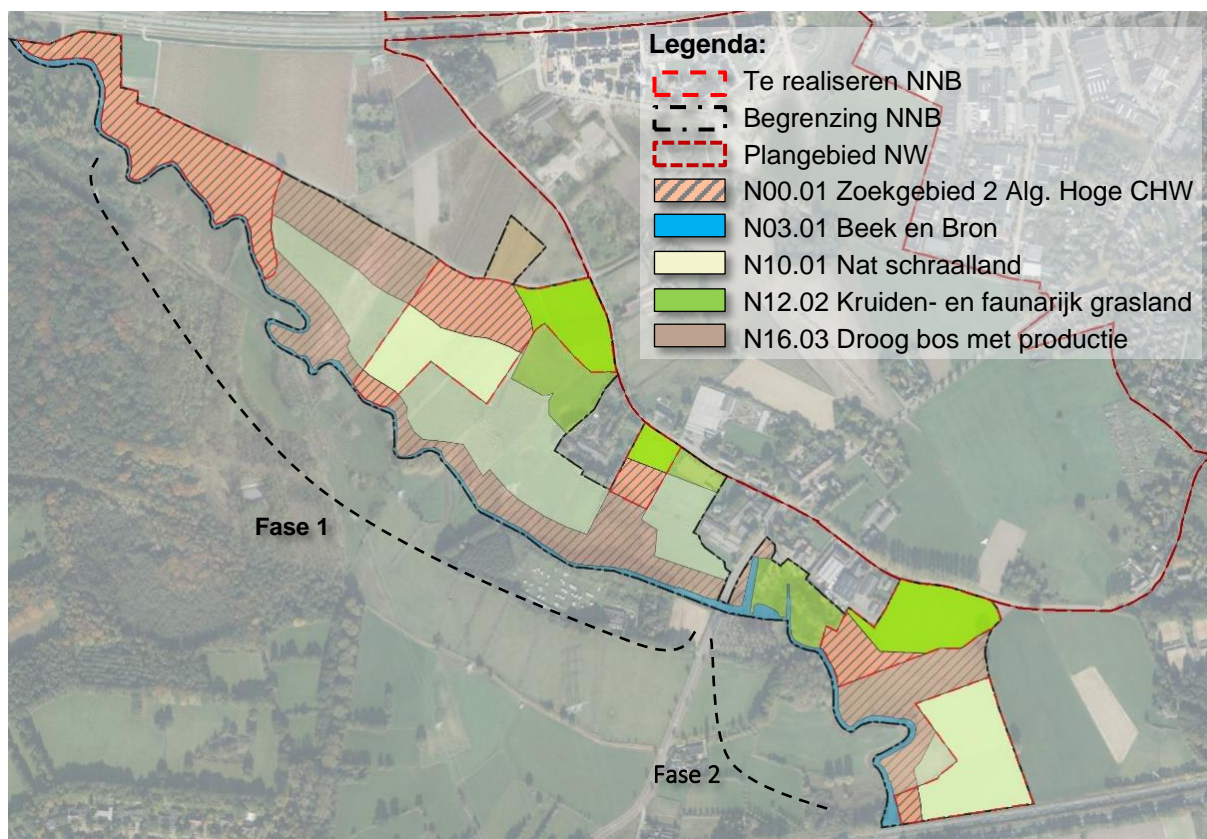 Legenda:
Te realiseren NNB
Begrenzing NNB
Plangebied NW
N00.01 Zoekgebied 2 Alg. Hoge CHW
N03.01 Beek en Bron
N10.01 Nat schraalland
N12.02 Kruiden- en faunarijk grasland
N16.03 Droog bos met productie
Fase 1
Fase 2